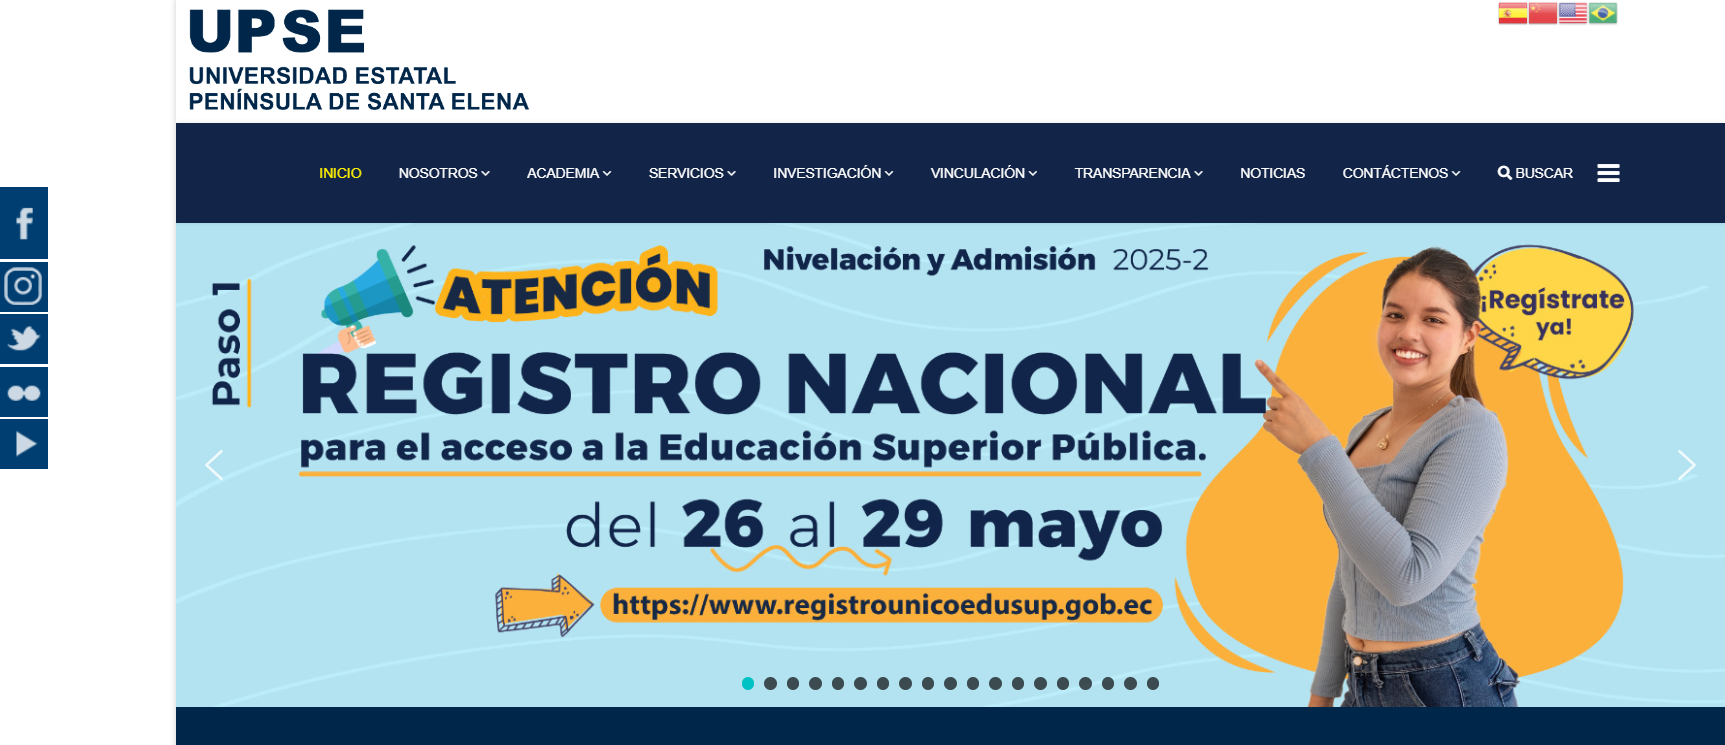 UPSE
UNIVERSIDAD ESTATAL
PENÍNSULA DE SANTA ELENA
INICIO NOSOTROS ACADEMIA SERVICIOS INVESTIGACIÓN VINCULACIÓN TRANSPARENCIA NOTICIAS CONTÁCTENOS BUSCAR
Paso 1
ATENCIÓN
Nivelación y Admisión 2025-2
¡Regístrate
ya!
REGISTRO NACIONAL
para el acceso a la Educación Superior Pública.
del 26 al 29 mayo
https://www.registrounicoedusup.gob.ec